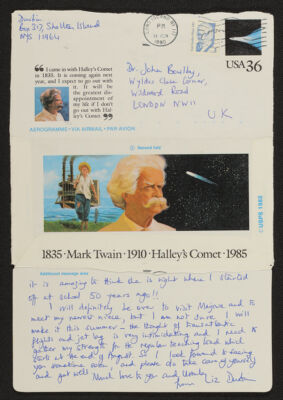 Dunton
Box 317, Shelter Island
NYS 11964
PM
1990
USA 36
I came in with Halley's Comet
in 1835. It is coming again next
year, and I expect to go out with
it. It will be
the greatest dis-
appointment of
my life if I don't
go out with Hal-
ley's Comet.
Dr. John Bentley,
Wyldes Close Corner,
Wildwood Road
LONDON NW11
UK
AEROGRAMME • VIA AIRMAIL • PAR AVION
Second fold
1835 · Mark Twain · 1910 · Halley's Comet · 1985
© USPS 1985
Additional message area
it is amazing to think she is right where I started
off at school 50 years ago!!
I will definitely be over to visit Majorie and to
meet my newest niece but I am not sure I will
make it this summer – the thought of transatlantic
flights and jet lag is very intimidating and I need to
gather my strength for the regular teaching load which
starts at the end of August. So I look forward to seeing
you sometime soon, and please do take care of yourself
and get well. Much love to you and Wendy
from Liz Dunton